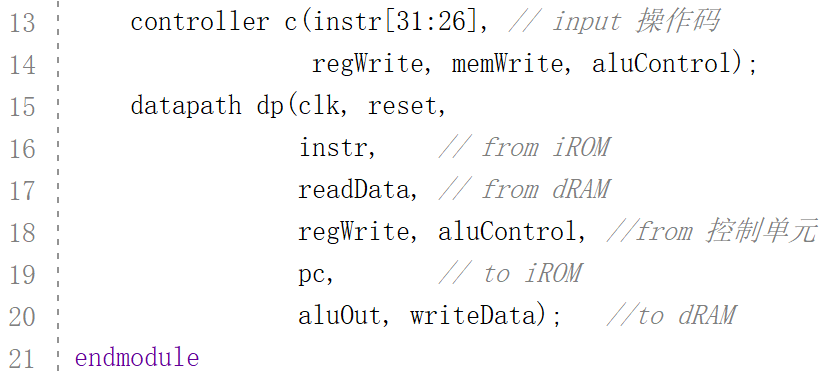 13 controller c(instr[31:26], // input 操作码
14 regWrite, memWrite, aluControl);
15 datapath dp(clk, reset,
16 instr, // from iROM
17 readData, // from dRAM
18 regWrite, aluControl, //from 控制单元
19 pc, // to iROM
20 aluOut, writeData); //to dRAM
21 endmodule